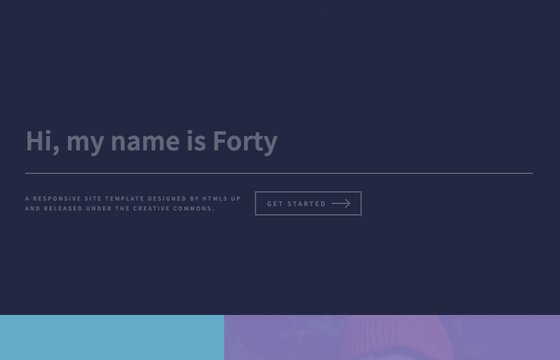 Hi, my name is Forty
A RESPONSIVE SITE TEMPLATE DESIGNED BY HTML5 UP
AND RELEASED UNDER THE CREATIVE COMMONS.
GET STARTED